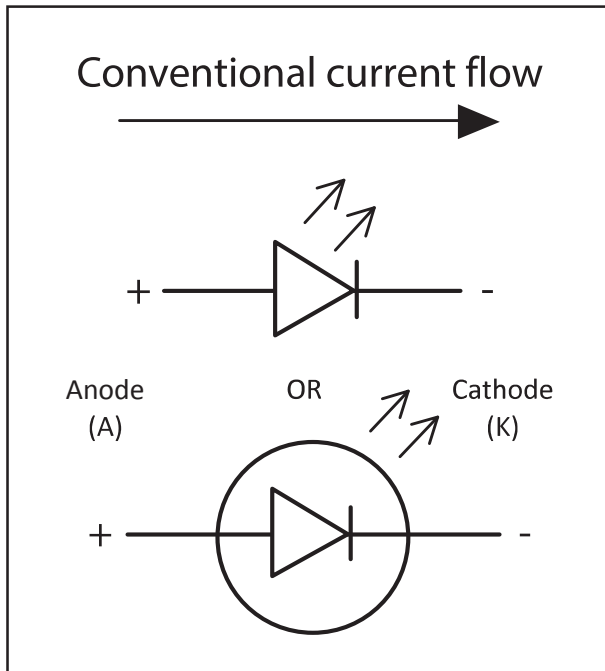 Conventional current flow
+ -
Anode OR Cathode
(A) (K)
+ -